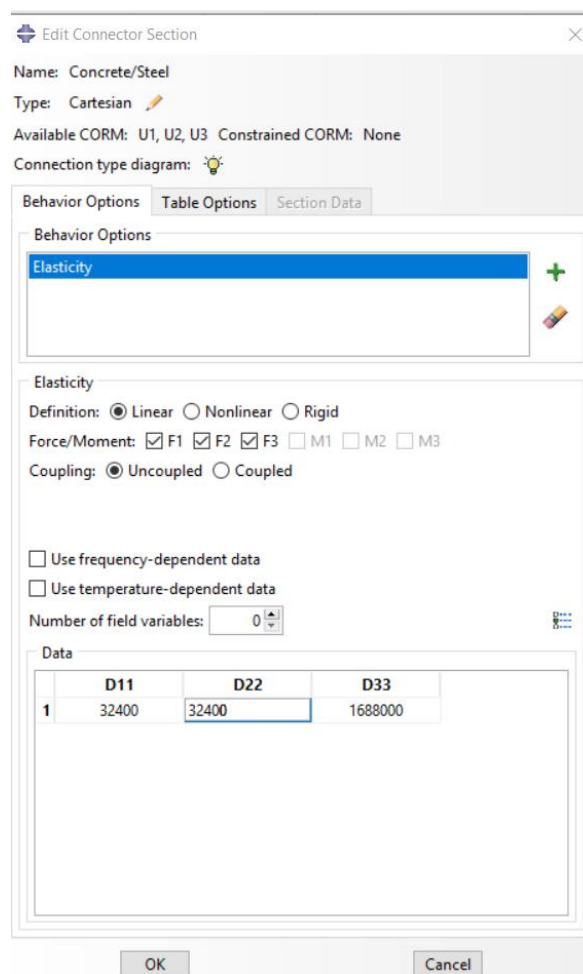 Edit Connector Section
Name: Concrete/Steel
Type: Cartesian
Available CORM: U1, U2, U3 Constrained CORM: None
Connection type diagram:
Behavior Options Table Options Section Data
Behavior Options
Elasticity
Elasticity
Definition: Linear Nonlinear Rigid
Force/Moment: F1 F2 F3 M1 M2 M3
Coupling: Uncoupled Coupled
Use frequency-dependent data
Use temperature-dependent data
Number of field variables: 0
Data
D11 D22 D33
1 32400 32400 1688000
OK Cancel